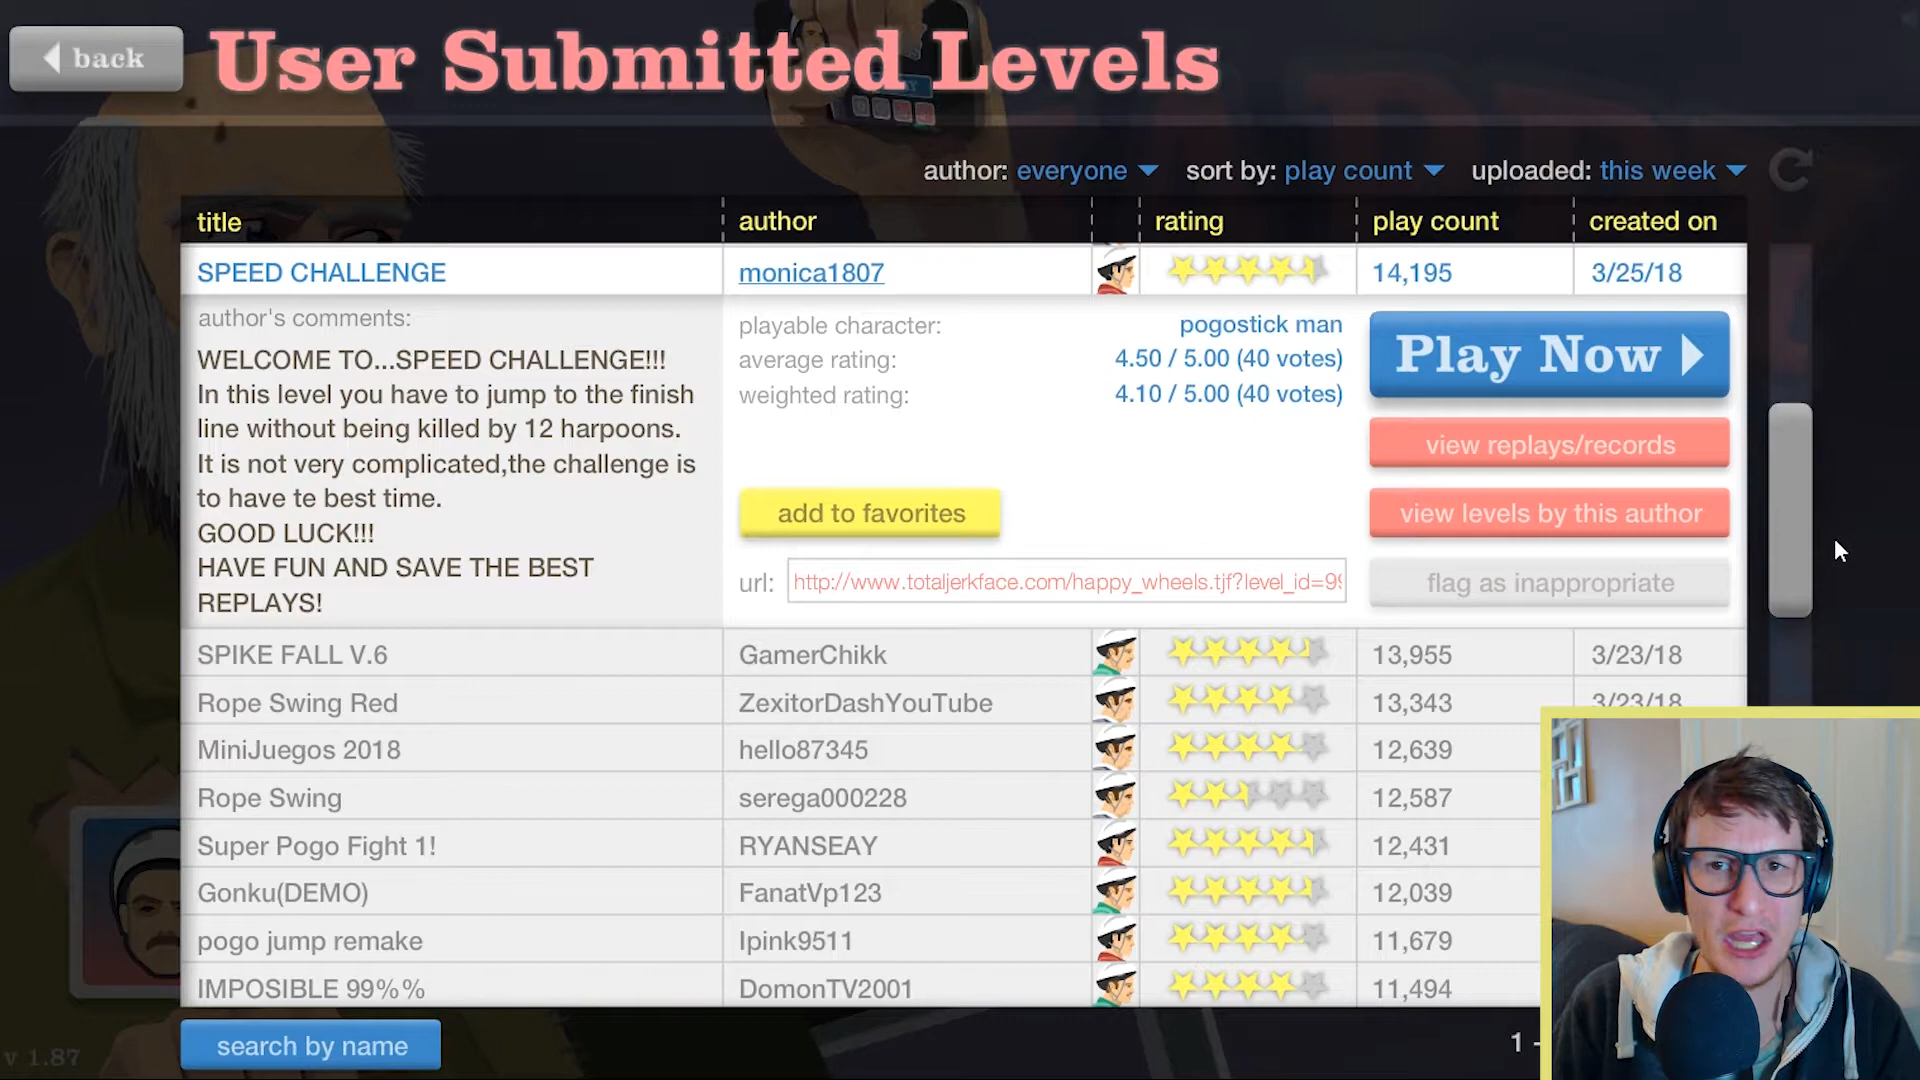 back
User Submitted Levels
author: everyone sort by: play count uploaded: this week
title author rating play count created on
SPEED CHALLENGE monica1807 14,195 3/25/18
author's comments:
WELCOME TO...SPEED CHALLENGE!!!
In this level you have to jump to the finish
line without being killed by 12 harpoons.
It is not very complicated,the challenge is
to have te best time.
GOOD LUCK!!!
HAVE FUN AND SAVE THE BEST
REPLAYS!
playable character: pogostick man
average rating: 4.50 / 5.00 (40 votes)
weighted rating: 4.10 / 5.00 (40 votes)
add to favorites
url: http://www.totaljerkface.com/happy_wheels.tjf?level_id=99
Play Now
view replays/records
view levels by this author
flag as inappropriate
SPIKE FALL V.6 GamerChikk 13,955 3/23/18
Rope Swing Red ZexitorDashYouTube 13,343 3/23/18
MiniJuegos 2018 hello87345 12,639
Rope Swing serega000228 12,587
Super Pogo Fight 1! RYANSEAY 12,431
Gonku(DEMO) FanatVp123 12,039
pogo jump remake Ipink9511 11,679
IMPOSIBLE 99%% DomonTV2001 11,494
search by name
1 -
v 1.87